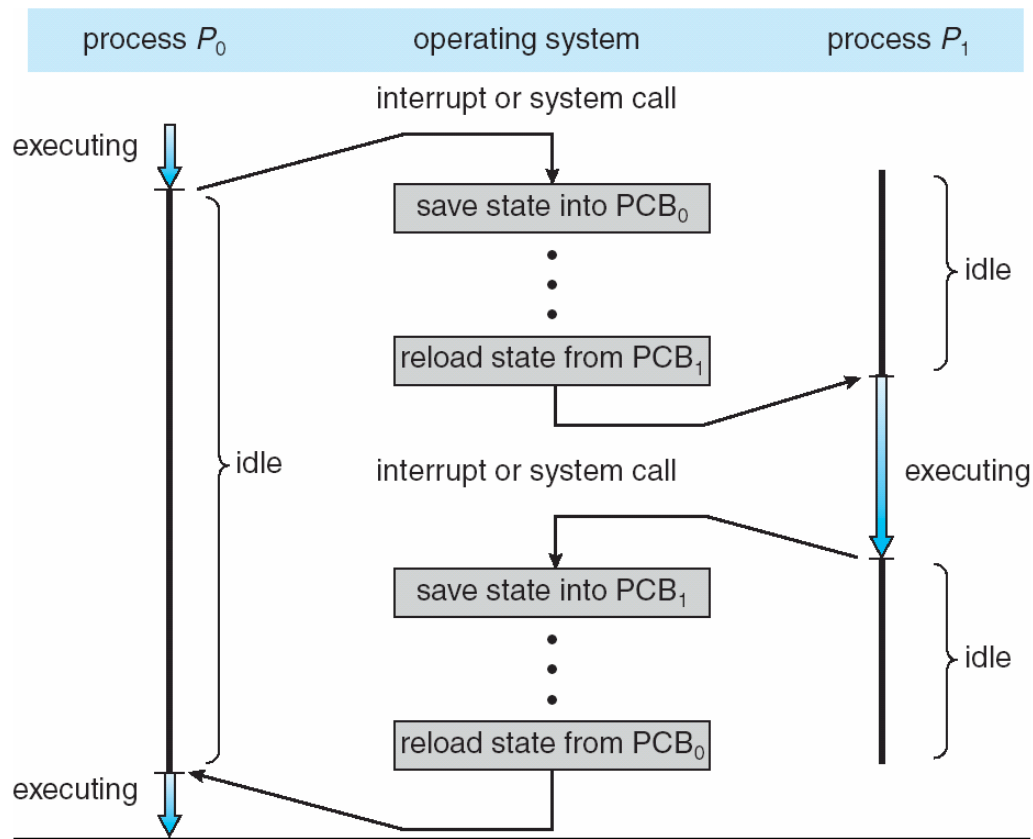 process P₀ operating system process P₁
interrupt or system call
executing
save state into PCB₀
idle
reload state from PCB₁
idle
interrupt or system call
executing
save state into PCB₁
idle
reload state from PCB₀
executing